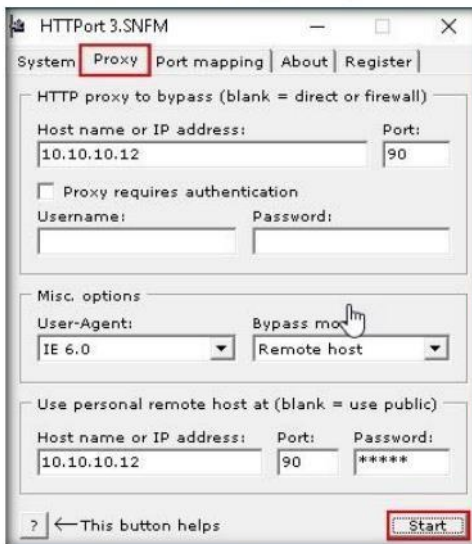 HTTPort 3.SNFM
System Proxy Port mapping About Register
HTTP proxy to bypass (blank = direct or firewall)
Host name or IP address: Port:
10.10.10.12 90
Proxy requires authentication
Username: Password:
Misc. options
User-Agent: Bypass mo
IE 6.0 Remote host
Use personal remote host at (blank = use public)
Host name or IP address: Port: Password:
10.10.10.12 90 *****
? ←This button helps Start